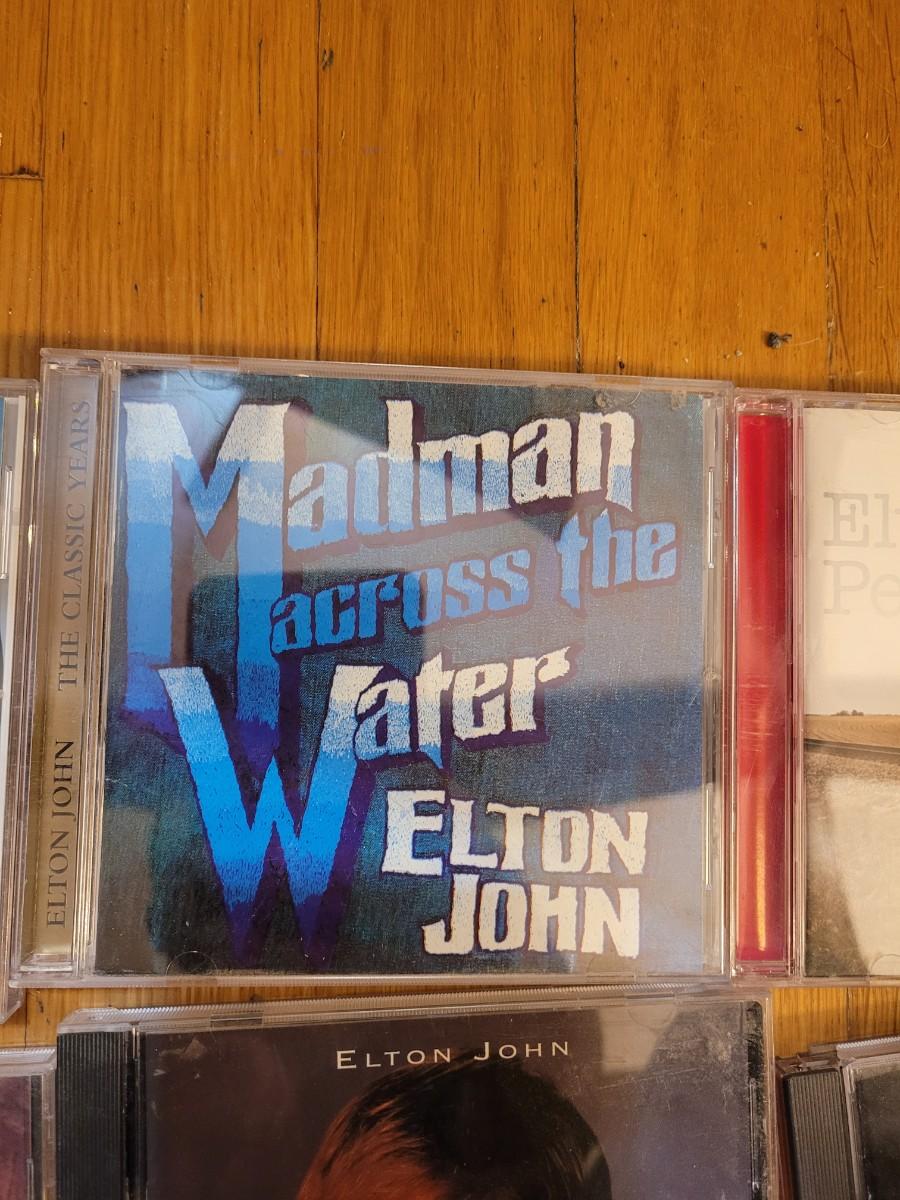 ELTON JOHN THE CLASSIC YEARS
Madman
across the
Water
ELTON
JOHN
ELTON JOHN